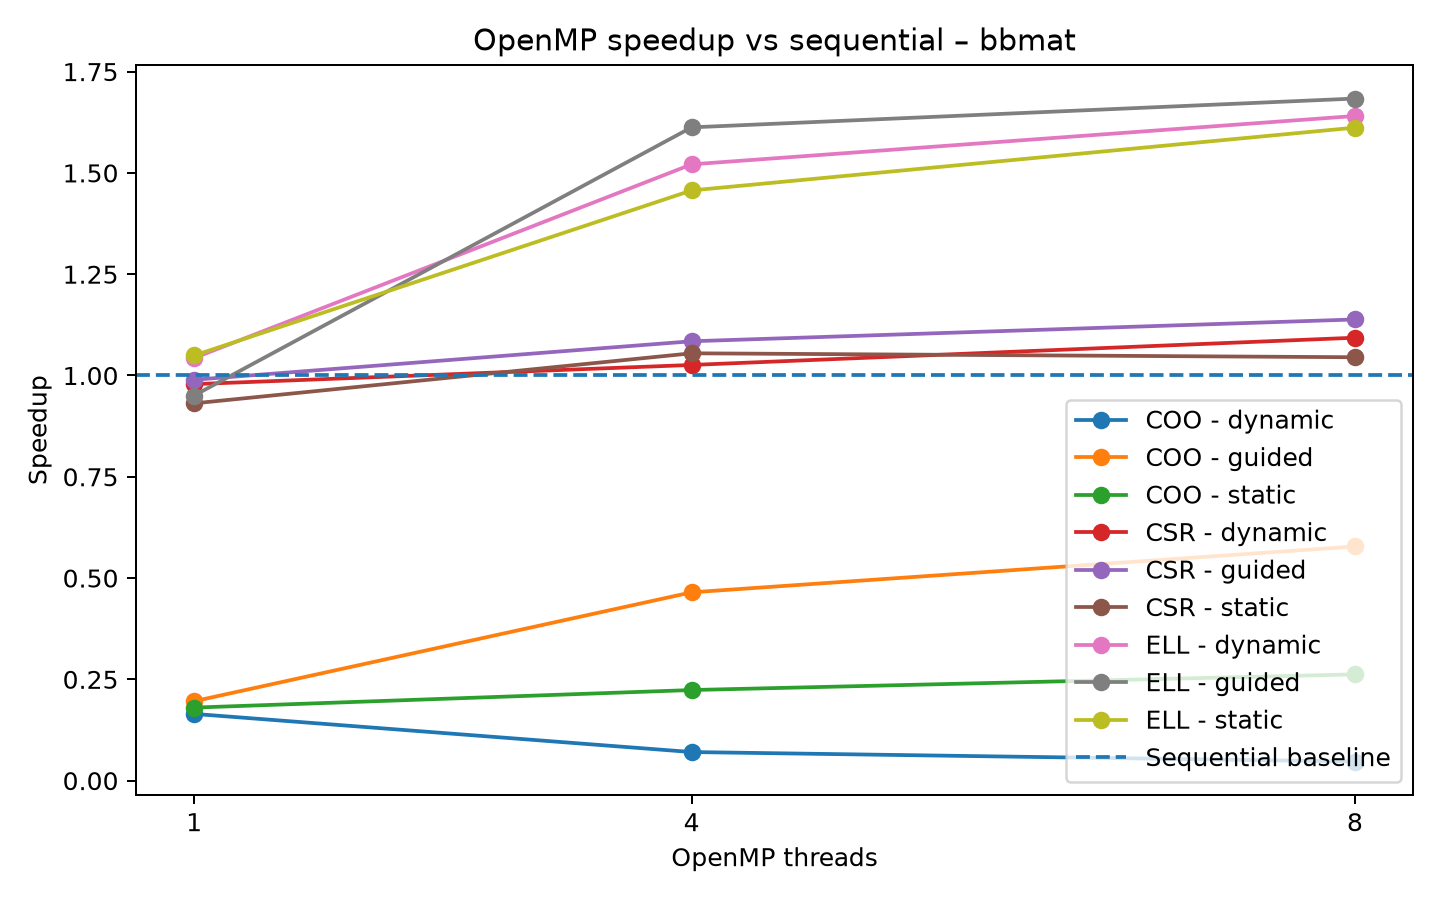 OpenMP speedup vs sequential – bbmat
1.75
1.50
1.25
1.00
0.75
0.50
0.25
0.00
Speedup
COO - dynamic
COO - guided
COO - static
CSR - dynamic
CSR - guided
CSR - static
ELL - dynamic
ELL - guided
ELL - static
Sequential baseline
1 4 8
OpenMP threads